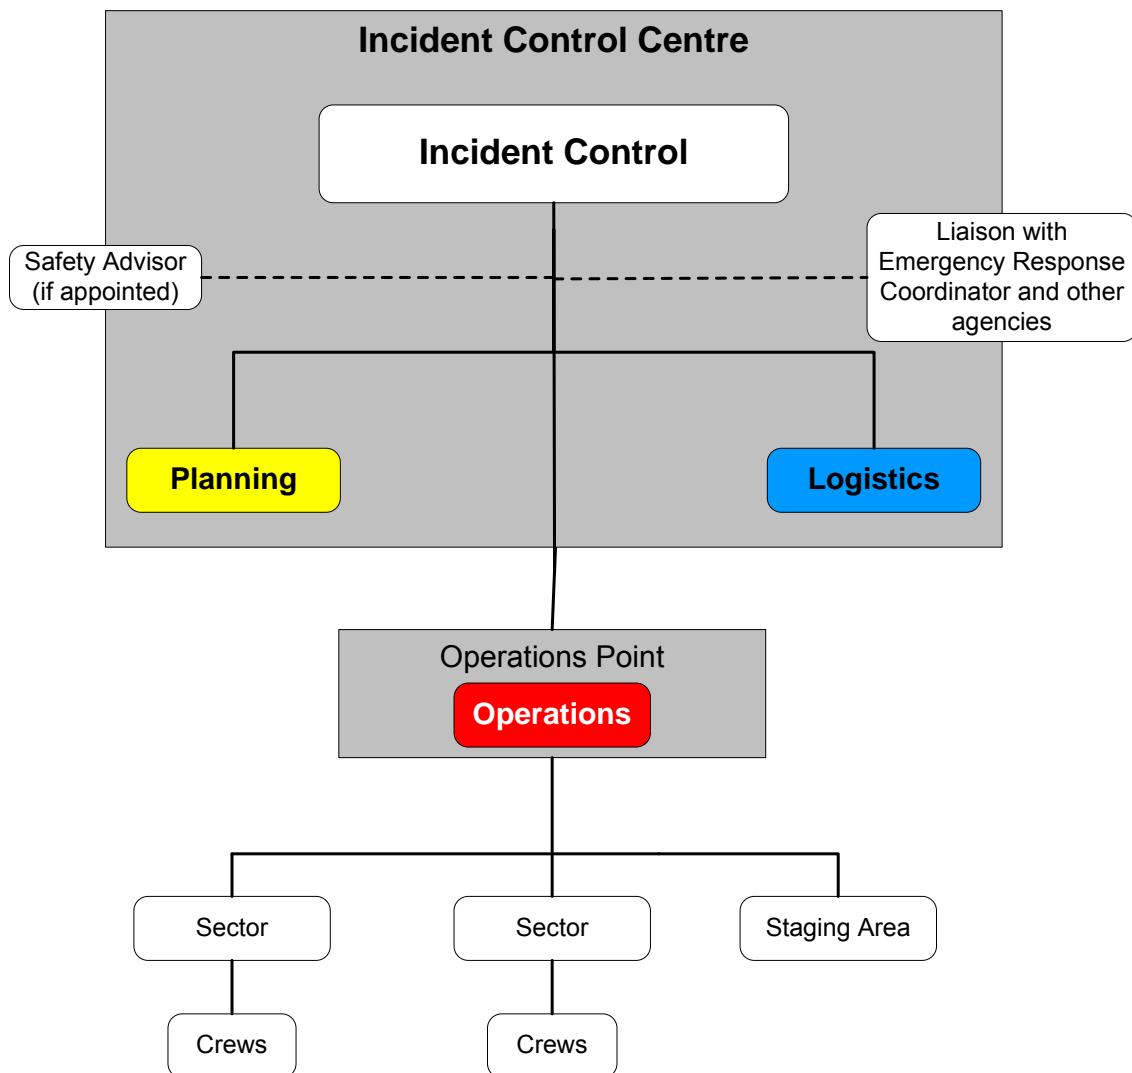 Incident Control Centre
Incident Control
Safety Advisor
(if appointed)
Liaison with
Emergency Response
Coordinator and other
agencies
Planning
Logistics
Operations Point
Operations
Sector
Sector
Staging Area
Crews
Crews